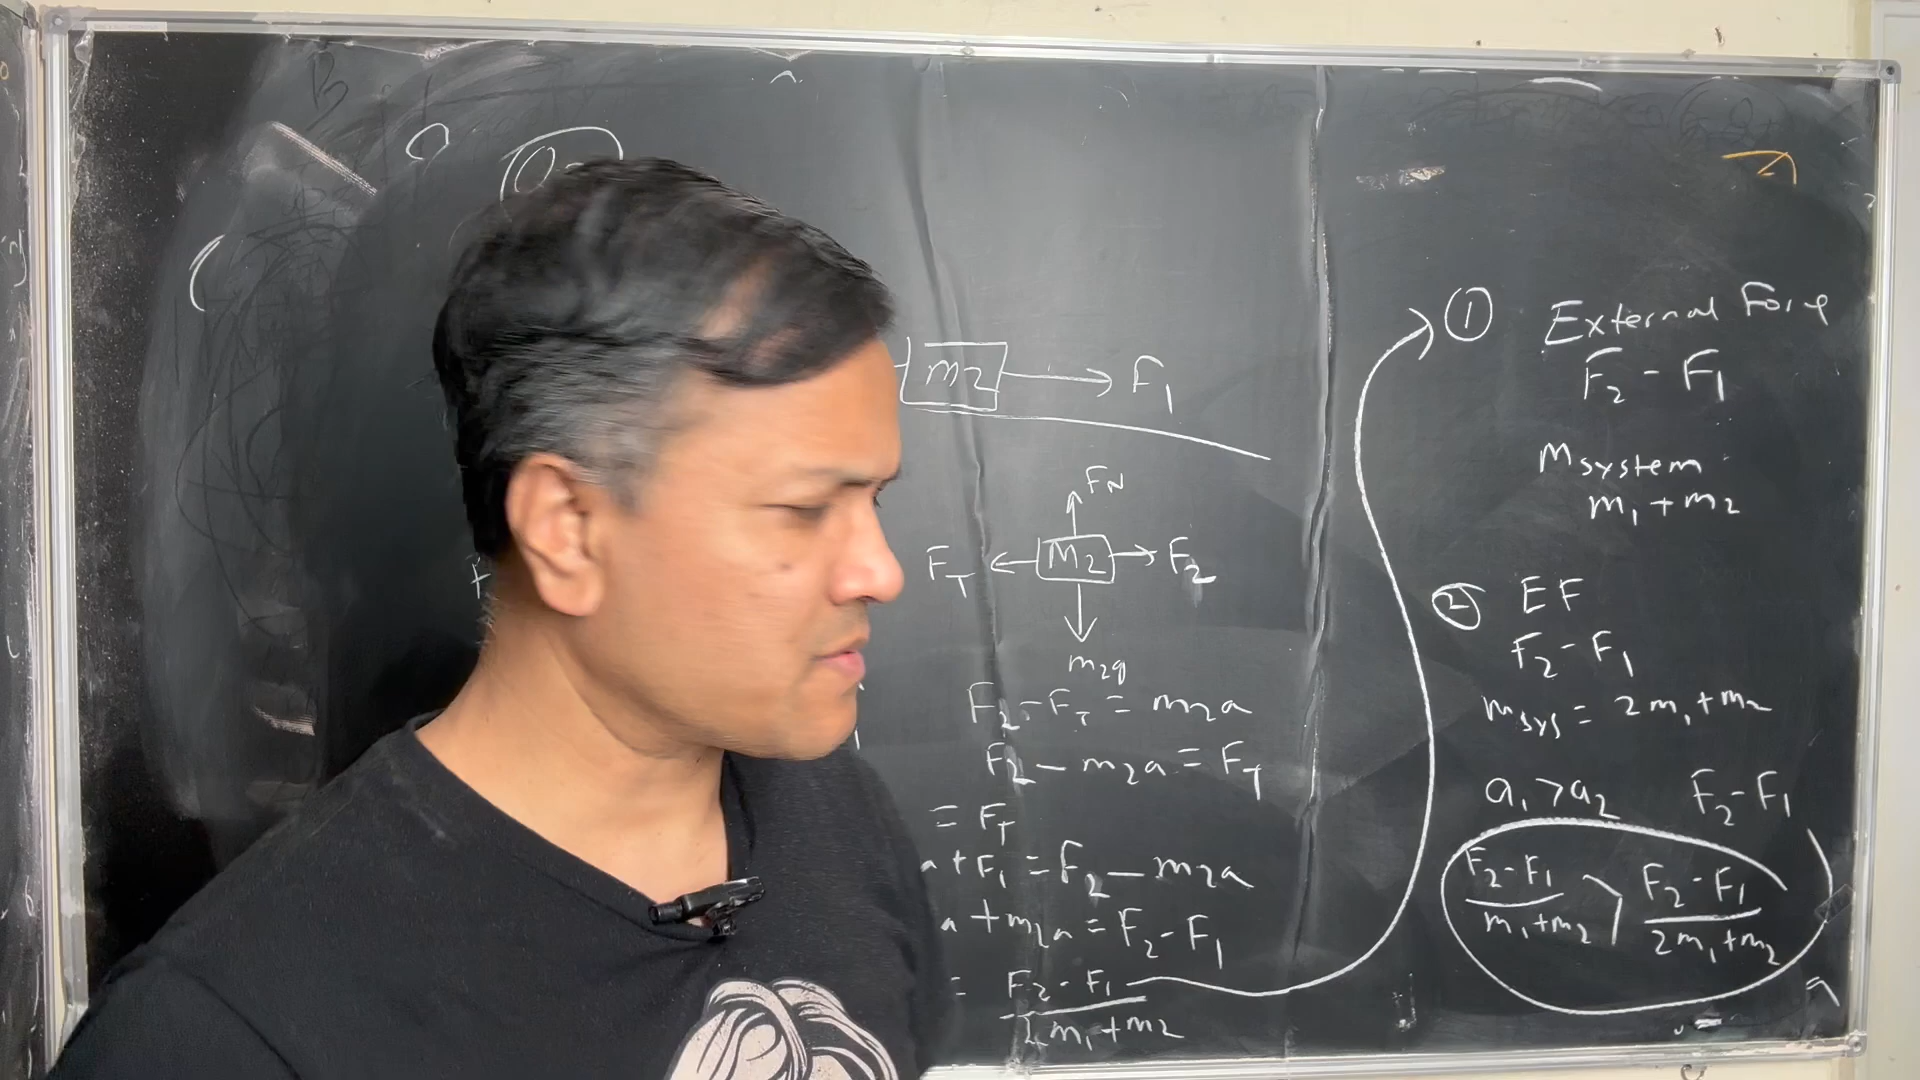 m2 → F1
FN
FT ← M2 → F2
m2g
F2 - FT = m2a
F2 - m2a = FT
= FT
a + F1 = F2 - m2a
a + m2a = F2 - F1
= F2 - F1
2m1 + m2
① External Force
F2 - F1
msystem
m1 + m2
② EF
F2 - F1
msys = 2m1 + m2
a1 > a2 F2 - F1
F2 - F1 / m1 + m2 > F2 - F1 / 2m1 + m2